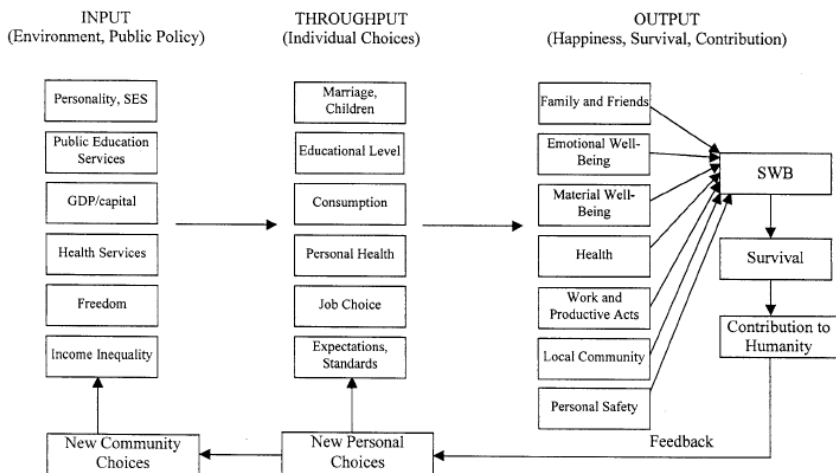 INPUT
(Environment, Public Policy)
Personality, SES
Public Education
Services
GDP/capital
Health Services
Freedom
Income Inequality
New Community
Choices
THROUGHPUT
(Individual Choices)
Marriage,
Children
Educational Level
Consumption
Personal Health
Job Choice
Expectations,
Standards
New Personal
Choices
OUTPUT
(Happiness, Survival, Contribution)
Family and Friends
Emotional Well-
Being
Material Well-
Being
Health
Work and
Productive Acts
Local Community
Personal Safety
SWB
Survival
Contribution to
Humanity
Feedback